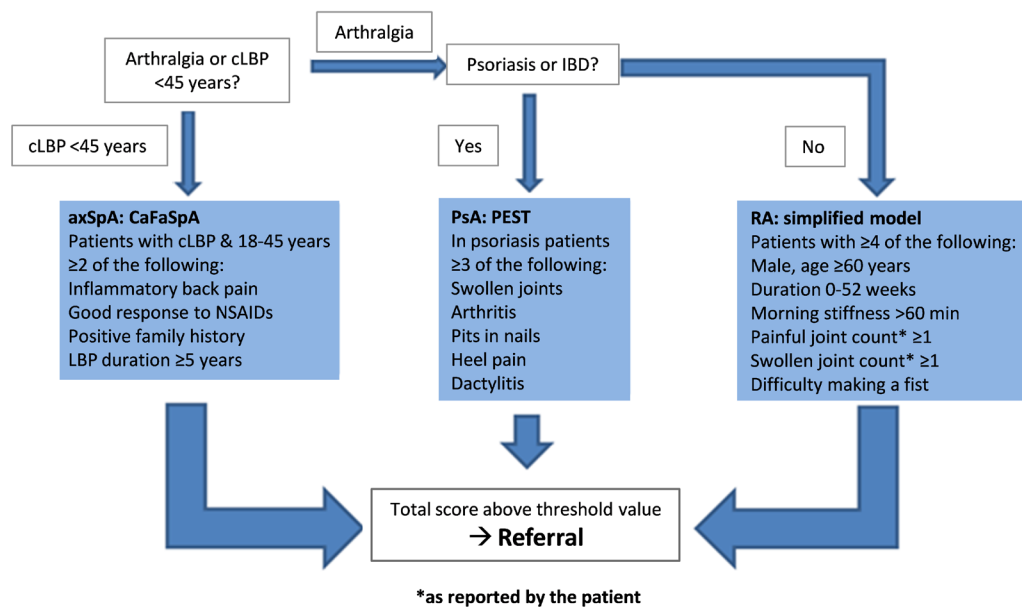 Arthralgia or cLBP
<45 years?
Arthralgia
Psoriasis or IBD?
cLBP <45 years
Yes
No
axSpA: CaFaSpA
Patients with cLBP & 18-45 years
≥2 of the following:
Inflammatory back pain
Good response to NSAIDs
Positive family history
LBP duration ≥5 years
PsA: PEST
In psoriasis patients
≥3 of the following:
Swollen joints
Arthritis
Pits in nails
Heel pain
Dactylitis
RA: simplified model
Patients with ≥4 of the following:
Male, age ≥60 years
Duration 0-52 weeks
Morning stiffness >60 min
Painful joint count* ≥1
Swollen joint count* ≥1
Difficulty making a fist
Total score above threshold value
→ Referral
*as reported by the patient